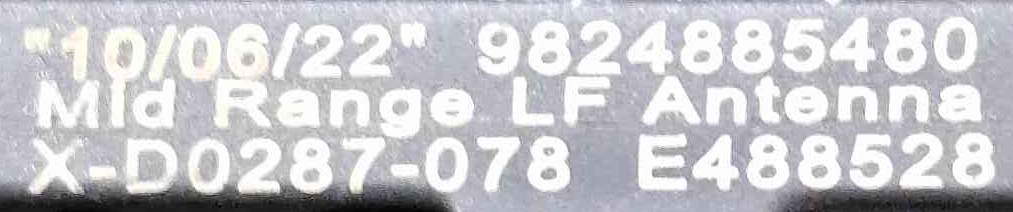 "10/06/22" 9824885480
Mid Range LF Antenna
X-D0287-078 E488528